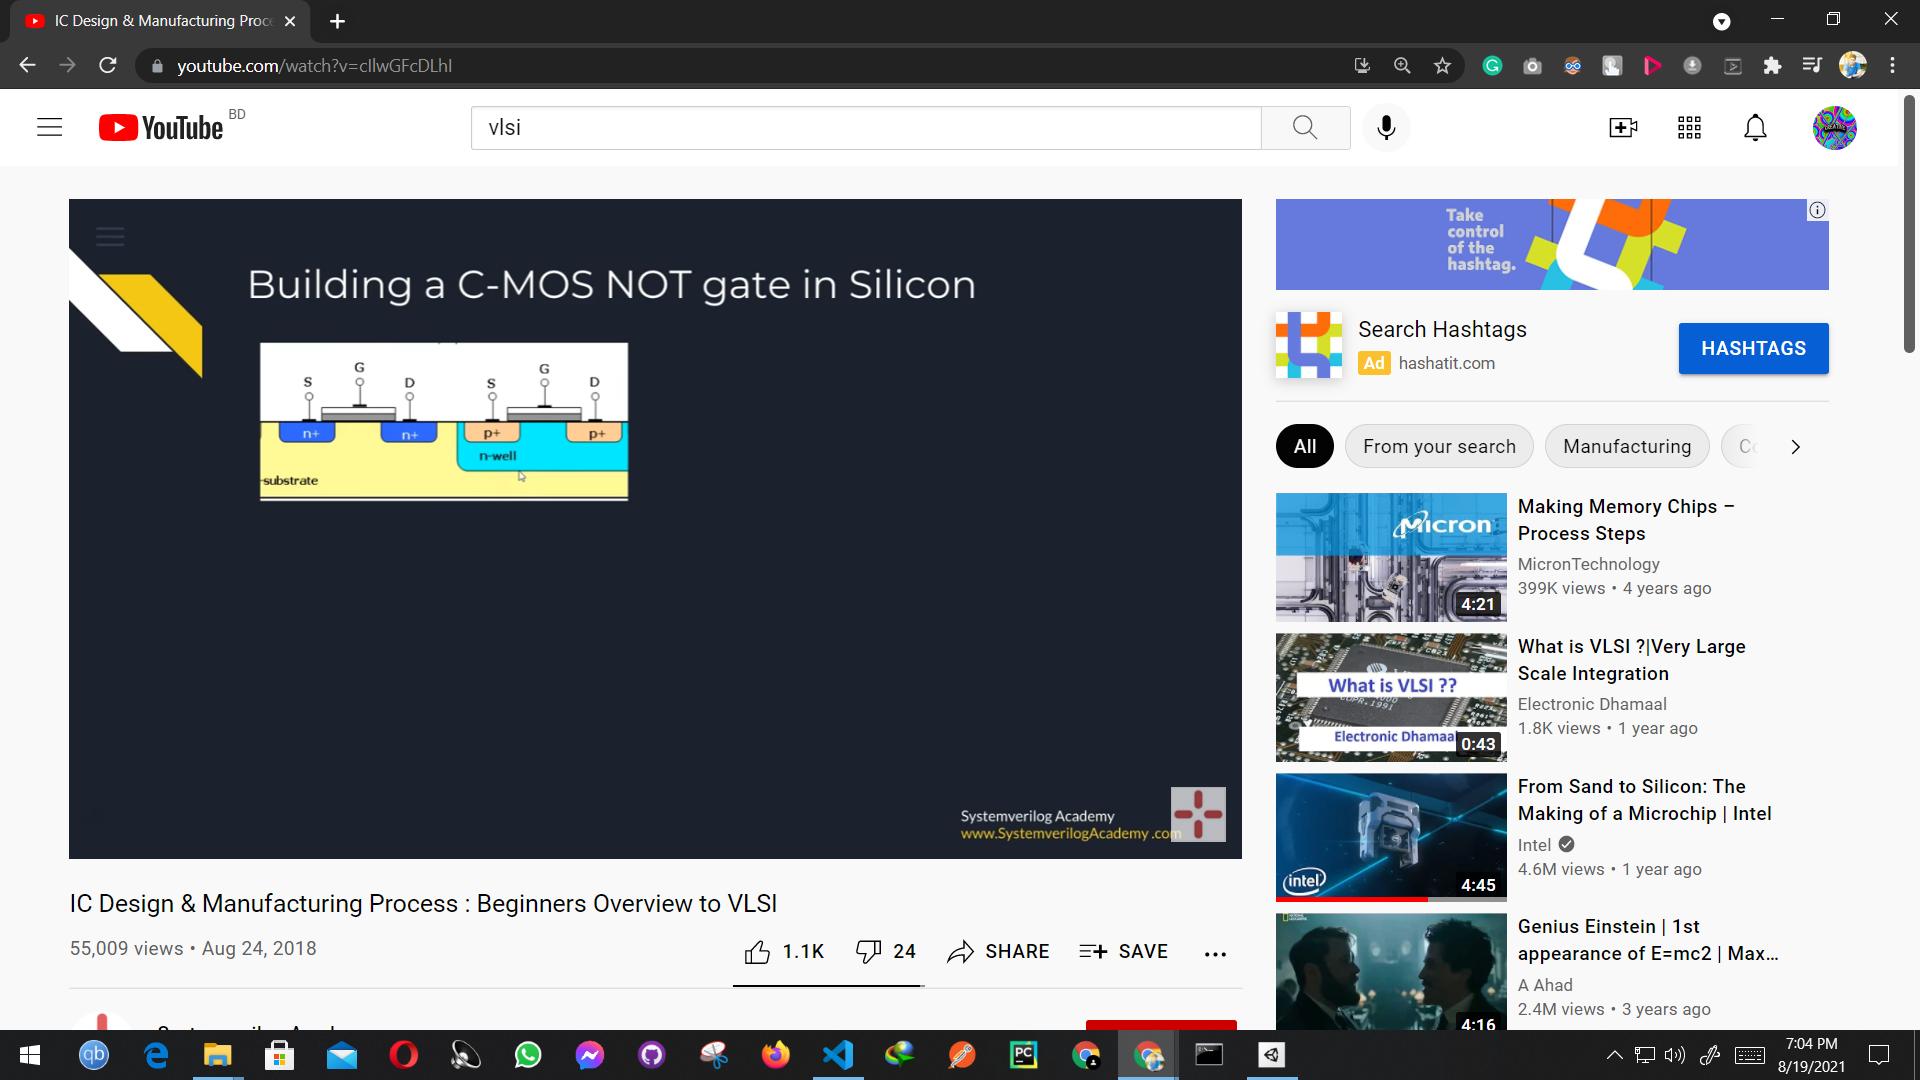 IC Design & Manufacturing Proce
youtube.com/watch?v=cIlwGFcDLhI
YouTube BD
vlsi
Building a C-MOS NOT gate in Silicon
S G D S G D
n+ n+ p+ p+
n-well
-substrate
Systemverilog Academy
www.SystemverilogAcademy.com
IC Design & Manufacturing Process : Beginners Overview to VLSI
55,009 views • Aug 24, 2018
1.1K 24 SHARE SAVE
Take
control
of the
hashtag.
Search Hashtags
Ad hashatit.com
HASHTAGS
All From your search Manufacturing
MICRON
4:21
Making Memory Chips –
Process Steps
MicronTechnology
399K views • 4 years ago
What is VLSI ??
Electronic Dhamaal
0:43
What is VLSI ?|Very Large
Scale Integration
Electronic Dhamaal
1.8K views • 1 year ago
intel
4:45
From Sand to Silicon: The
Making of a Microchip | Intel
Intel
4.6M views • 1 year ago
4:16
Genius Einstein | 1st
appearance of E=mc2 | Max...
A Ahad
2.4M views • 3 years ago
qb
PC
7:04 PM
8/19/2021